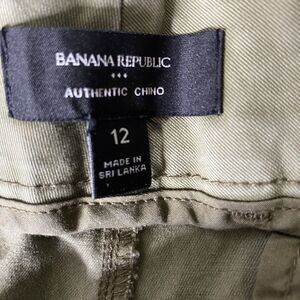 BANANA REPUBLIC
AUTHENTIC CHINO
12
MADE IN
SRI LANKA